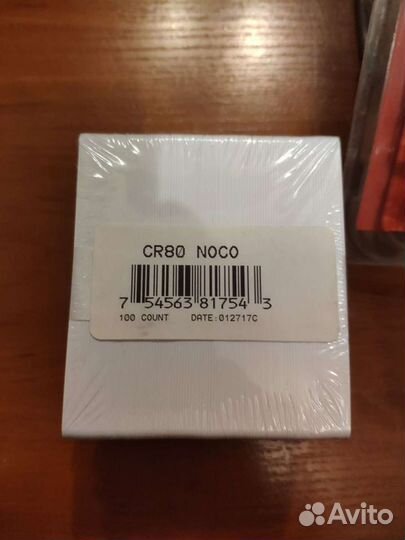 CR80 NOCO
7 54563 81754 3
100 COUNT DATE:012717C
Avito